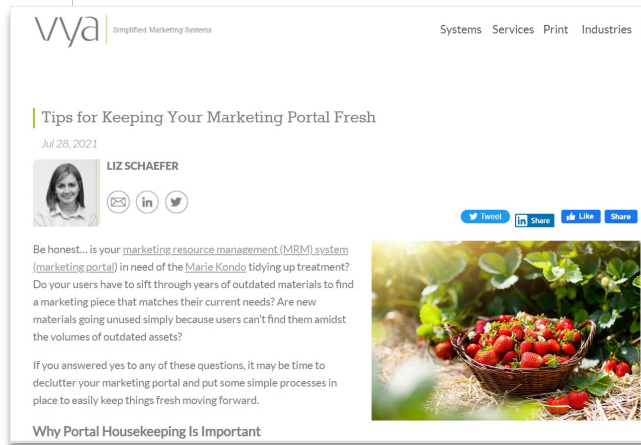 vya
Simplified Marketing Systems
Systems Services Print Industries
Tips for Keeping Your Marketing Portal Fresh
Jul 28, 2021
LIZ SCHAEFER
in
Tweet
in Share
Like
Share
Be honest... is your marketing resource management (MRM) system
(marketing portal) in need of the Marie Kondo tidying up treatment?
Do your users have to sift through years of outdated materials to find
a marketing piece that matches their current needs? Are new
materials going unused simply because users can't find them amidst
the volumes of outdated assets?
If you answered yes to any of these questions, it may be time to
declutter your marketing portal and put some simple processes in
place to easily keep things fresh moving forward.
Why Portal Housekeeping Is Important